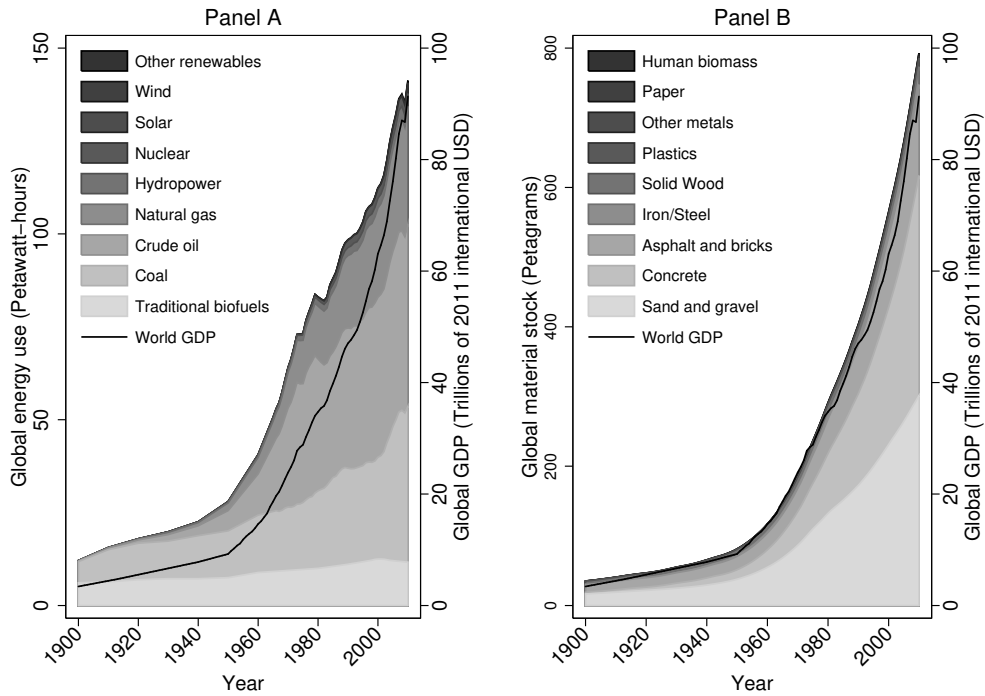 Panel A
Global energy use (Petawatt−hours)
150
100
50
0
Other renewables
Wind
Solar
Nuclear
Hydropower
Natural gas
Crude oil
Coal
Traditional biofuels
World GDP
100
80
60
40
20
0
Global GDP (Trillions of 2011 international USD)
1900
1920
1940
1960
1980
2000
Year
Panel B
Global material stock (Petagrams)
800
600
400
200
0
Human biomass
Paper
Other metals
Plastics
Solid Wood
Iron/Steel
Asphalt and bricks
Concrete
Sand and gravel
World GDP
100
80
60
40
20
0
Global GDP (Trillions of 2011 international USD)
1900
1920
1940
1960
1980
2000
Year